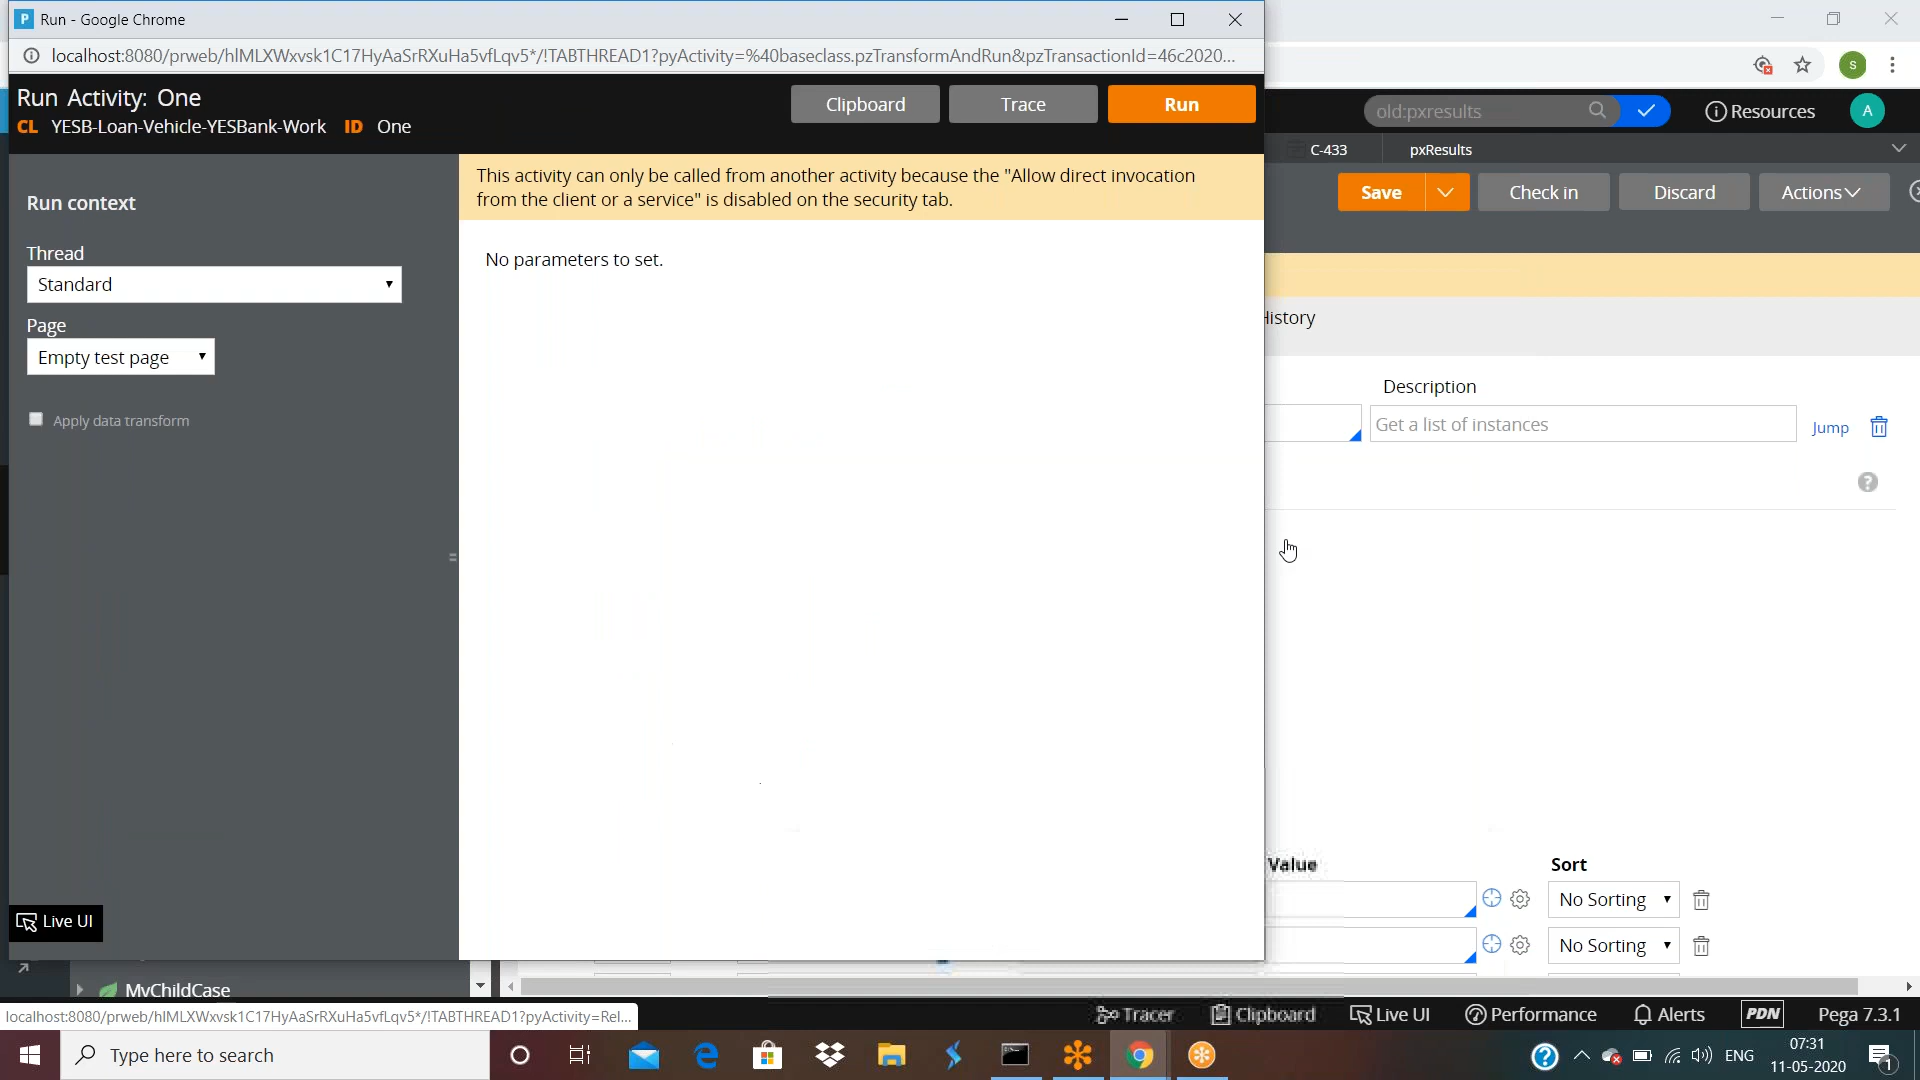 Run - Google Chrome
localhost:8080/prweb/hlMLXWxvsk1C17HyAaSrRXuHa5vfLqv5*/!TABTHREAD1?pyActivity=%40baseclass.pzTransformAndRun&pzTransactionId=46c2020...
S
Run Activity: One
CL YESB-Loan-Vehicle-YESBank-Work ID One
Clipboard
Trace
Run
old:pxresults
Resources
A
C-433
pxResults
Save
Check in
Discard
Actions
This activity can only be called from another activity because the "Allow direct invocation
from the client or a service" is disabled on the security tab.
Run context
No parameters to set.
Thread
Standard
Page
Empty test page
Apply data transform
History
Description
Get a list of instances
Jump
?
Value
Sort
No Sorting
No Sorting
Live UI
MyChildCase
localhost:8080/prweb/hlMLXWxvsk1C17HyAaSrRXuHa5vfLqv5*/!TABTHREAD1?pyActivity=Rel...
Tracer
Clipboard
Live UI
Performance
Alerts
PDN
Pega 7.3.1
Type here to search
ENG
07:31
11-05-2020
1